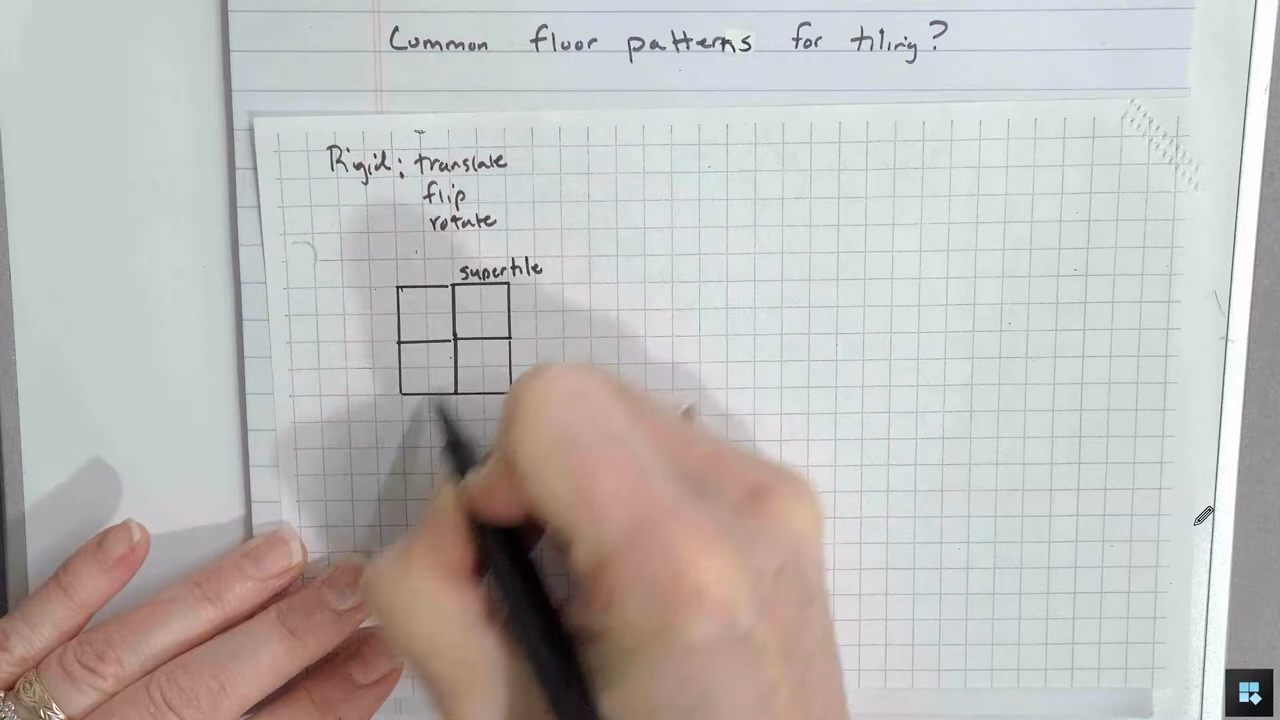 Common floor patterns for tiling?
Rigid: translate
flip
rotate
supertile